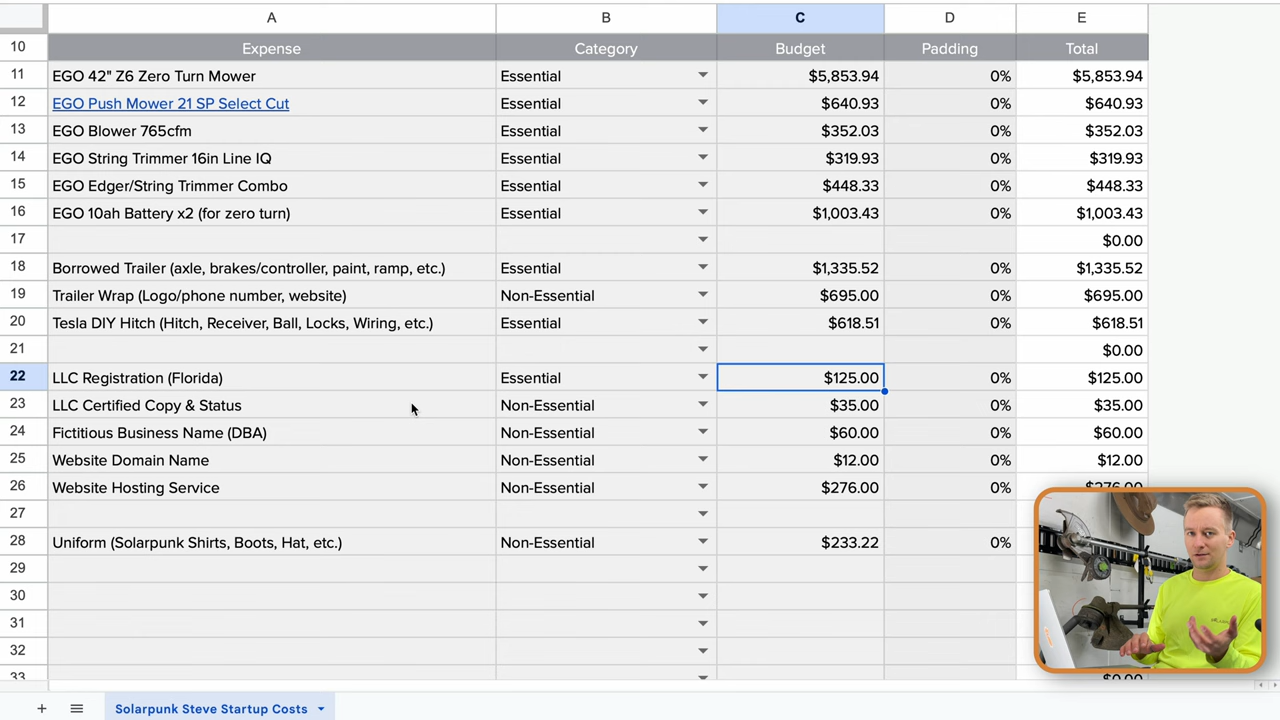 A B C D E
10 Expense Category Budget Padding Total
11 EGO 42" Z6 Zero Turn Mower Essential $5,853.94 0% $5,853.94
12 EGO Push Mower 21 SP Select Cut Essential $640.93 0% $640.93
13 EGO Blower 765cfm Essential $352.03 0% $352.03
14 EGO String Trimmer 16in Line IQ Essential $319.93 0% $319.93
15 EGO Edger/String Trimmer Combo Essential $448.33 0% $448.33
16 EGO 10ah Battery x2 (for zero turn) Essential $1,003.43 0% $1,003.43
17 $0.00
18 Borrowed Trailer (axle, brakes/controller, paint, ramp, etc.) Essential $1,335.52 0% $1,335.52
19 Trailer Wrap (Logo/phone number, website) Non-Essential $695.00 0% $695.00
20 Tesla DIY Hitch (Hitch, Receiver, Ball, Locks, Wiring, etc.) Essential $618.51 0% $618.51
21 $0.00
22 LLC Registration (Florida) Essential $125.00 0% $125.00
23 LLC Certified Copy & Status Non-Essential $35.00 0% $35.00
24 Fictitious Business Name (DBA) Non-Essential $60.00 0% $60.00
25 Website Domain Name Non-Essential $12.00 0% $12.00
26 Website Hosting Service Non-Essential $276.00 0% $276.00
27
28 Uniform (Solarpunk Shirts, Boots, Hat, etc.) Non-Essential $233.22 0%
29
30
31
32
33 $0.00
Solarpunk Steve Startup Costs